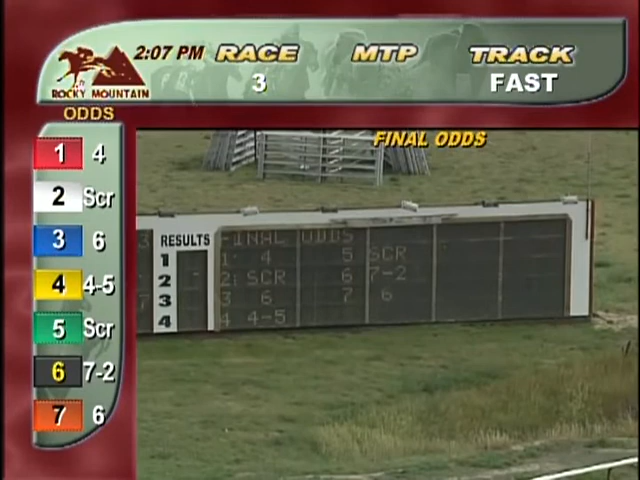 2:07 PM RACE MTP TRACK
ROCKY MOUNTAIN 3 FAST
ODDS
FINAL ODDS
1 4
2 Scr
3 6
4 4-5
5 Scr
6 7-2
7 6
RESULTS
1
2
3
4
INAL ODDS
1 4 5 SCR
2 SCR 6 7-2
3 6 7 6
4 4-5